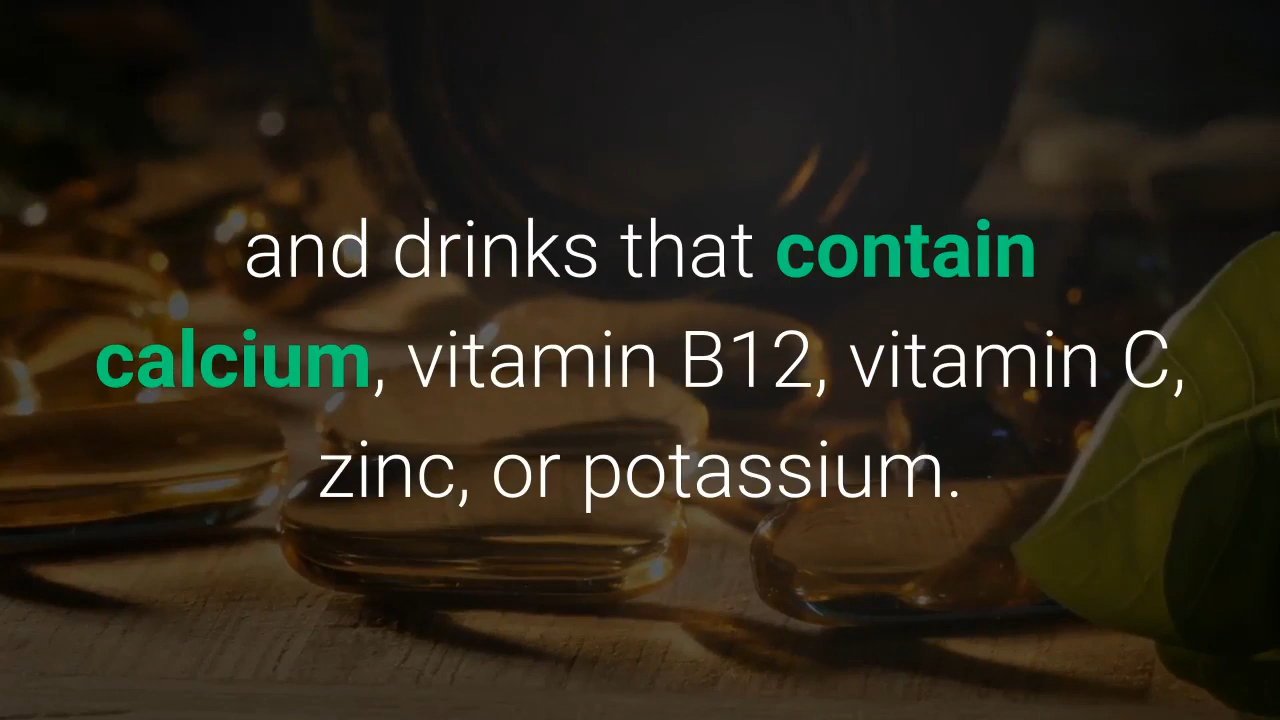 and drinks that contain
calcium, vitamin B12, vitamin C,
zinc, or potassium.